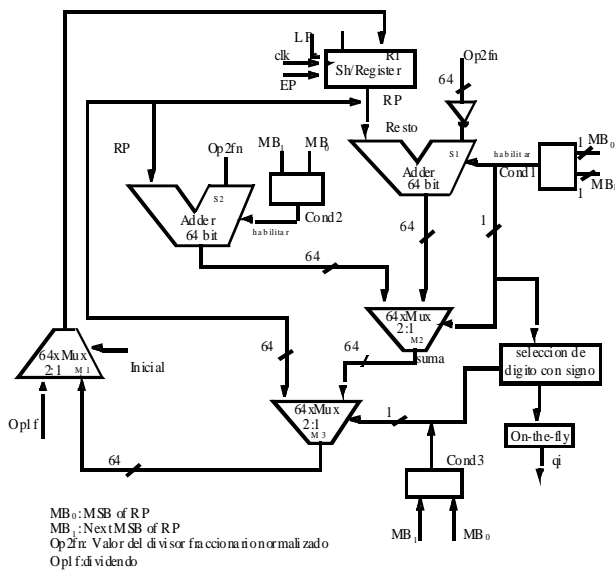 LP
R1
clk
Sh/Register
EP
Op2fn
64
RP
Resto
MB1 MB0
habilitar
1 MB0
S1
Adder
64 bit
Cond1
1
MB1
RP
Op2fn
S2
Adder
64 bit
Cond2
habilitar
64
64
1
64xMux
2:1
M2
64xMux
2:1 M1
Inicial
64
64
suma
seleccion de
digito con signo
Op1f
64xMux
2:1
M3
1
On-the-fly
64
Cond3
qi
MB1
MB0
MB0: MSB of RP
MB1: Next MSB of RP
Op2fn: Valor del divisor fraccionario normalizado
Op1f:dividendo